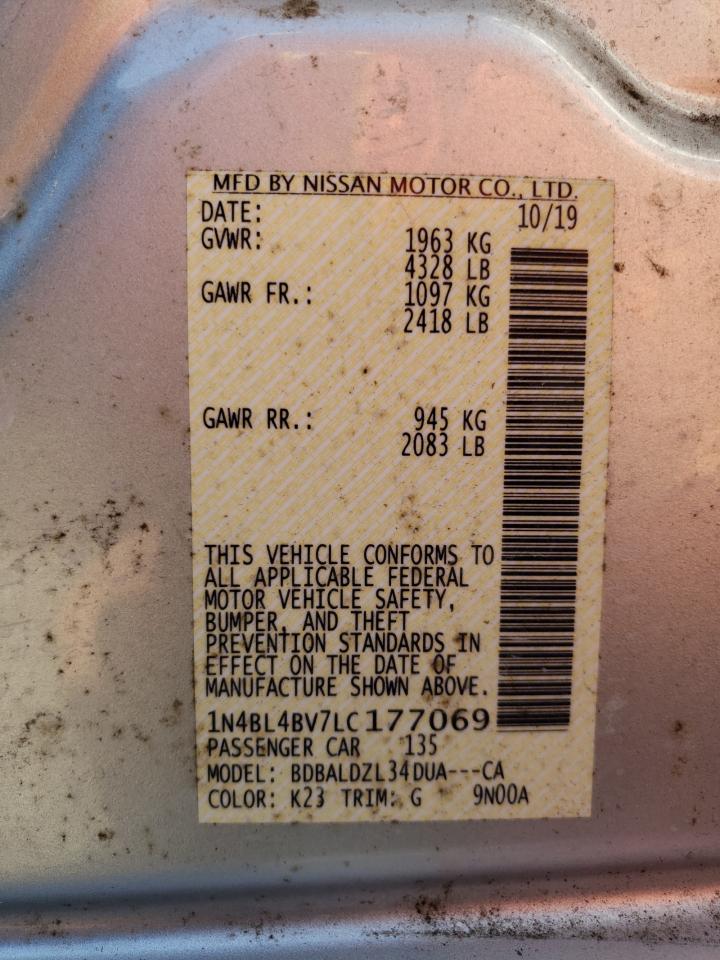 MFD BY NISSAN MOTOR CO., LTD.
DATE: 10/19
GVWR: 1963 KG
4328 LB
GAWR FR.: 1097 KG
2418 LB
GAWR RR.: 945 KG
2083 LB
THIS VEHICLE CONFORMS TO
ALL APPLICABLE FEDERAL
MOTOR VEHICLE SAFETY,
BUMPER, AND THEFT
PREVENTION STANDARDS IN
EFFECT ON THE DATE OF
MANUFACTURE SHOWN ABOVE.
1N4BL4BV7LC177069
PASSENGER CAR 135
MODEL: BDBALDZL34DUA---CA
COLOR: K23 TRIM: G 9N00A